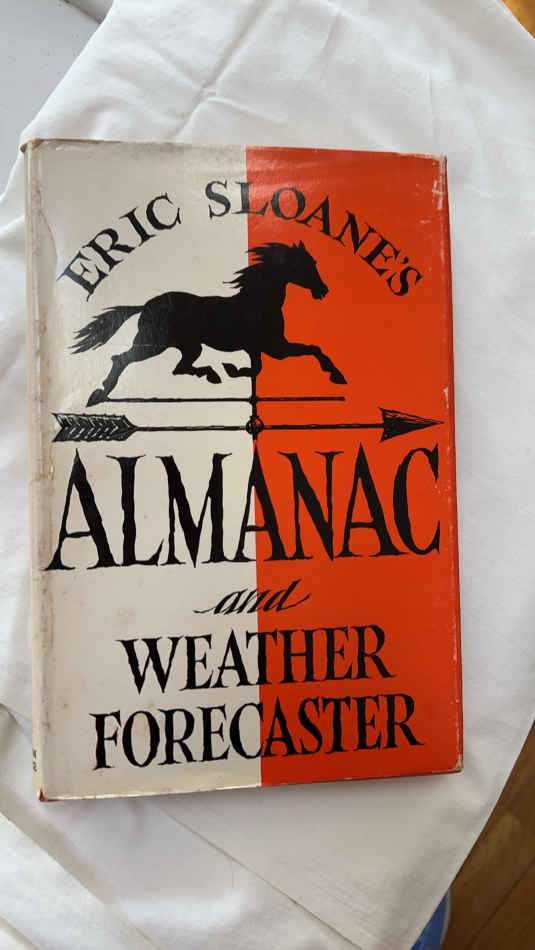 ERIC SLOANE'S
ALMANAC
and
WEATHER
FORECASTER